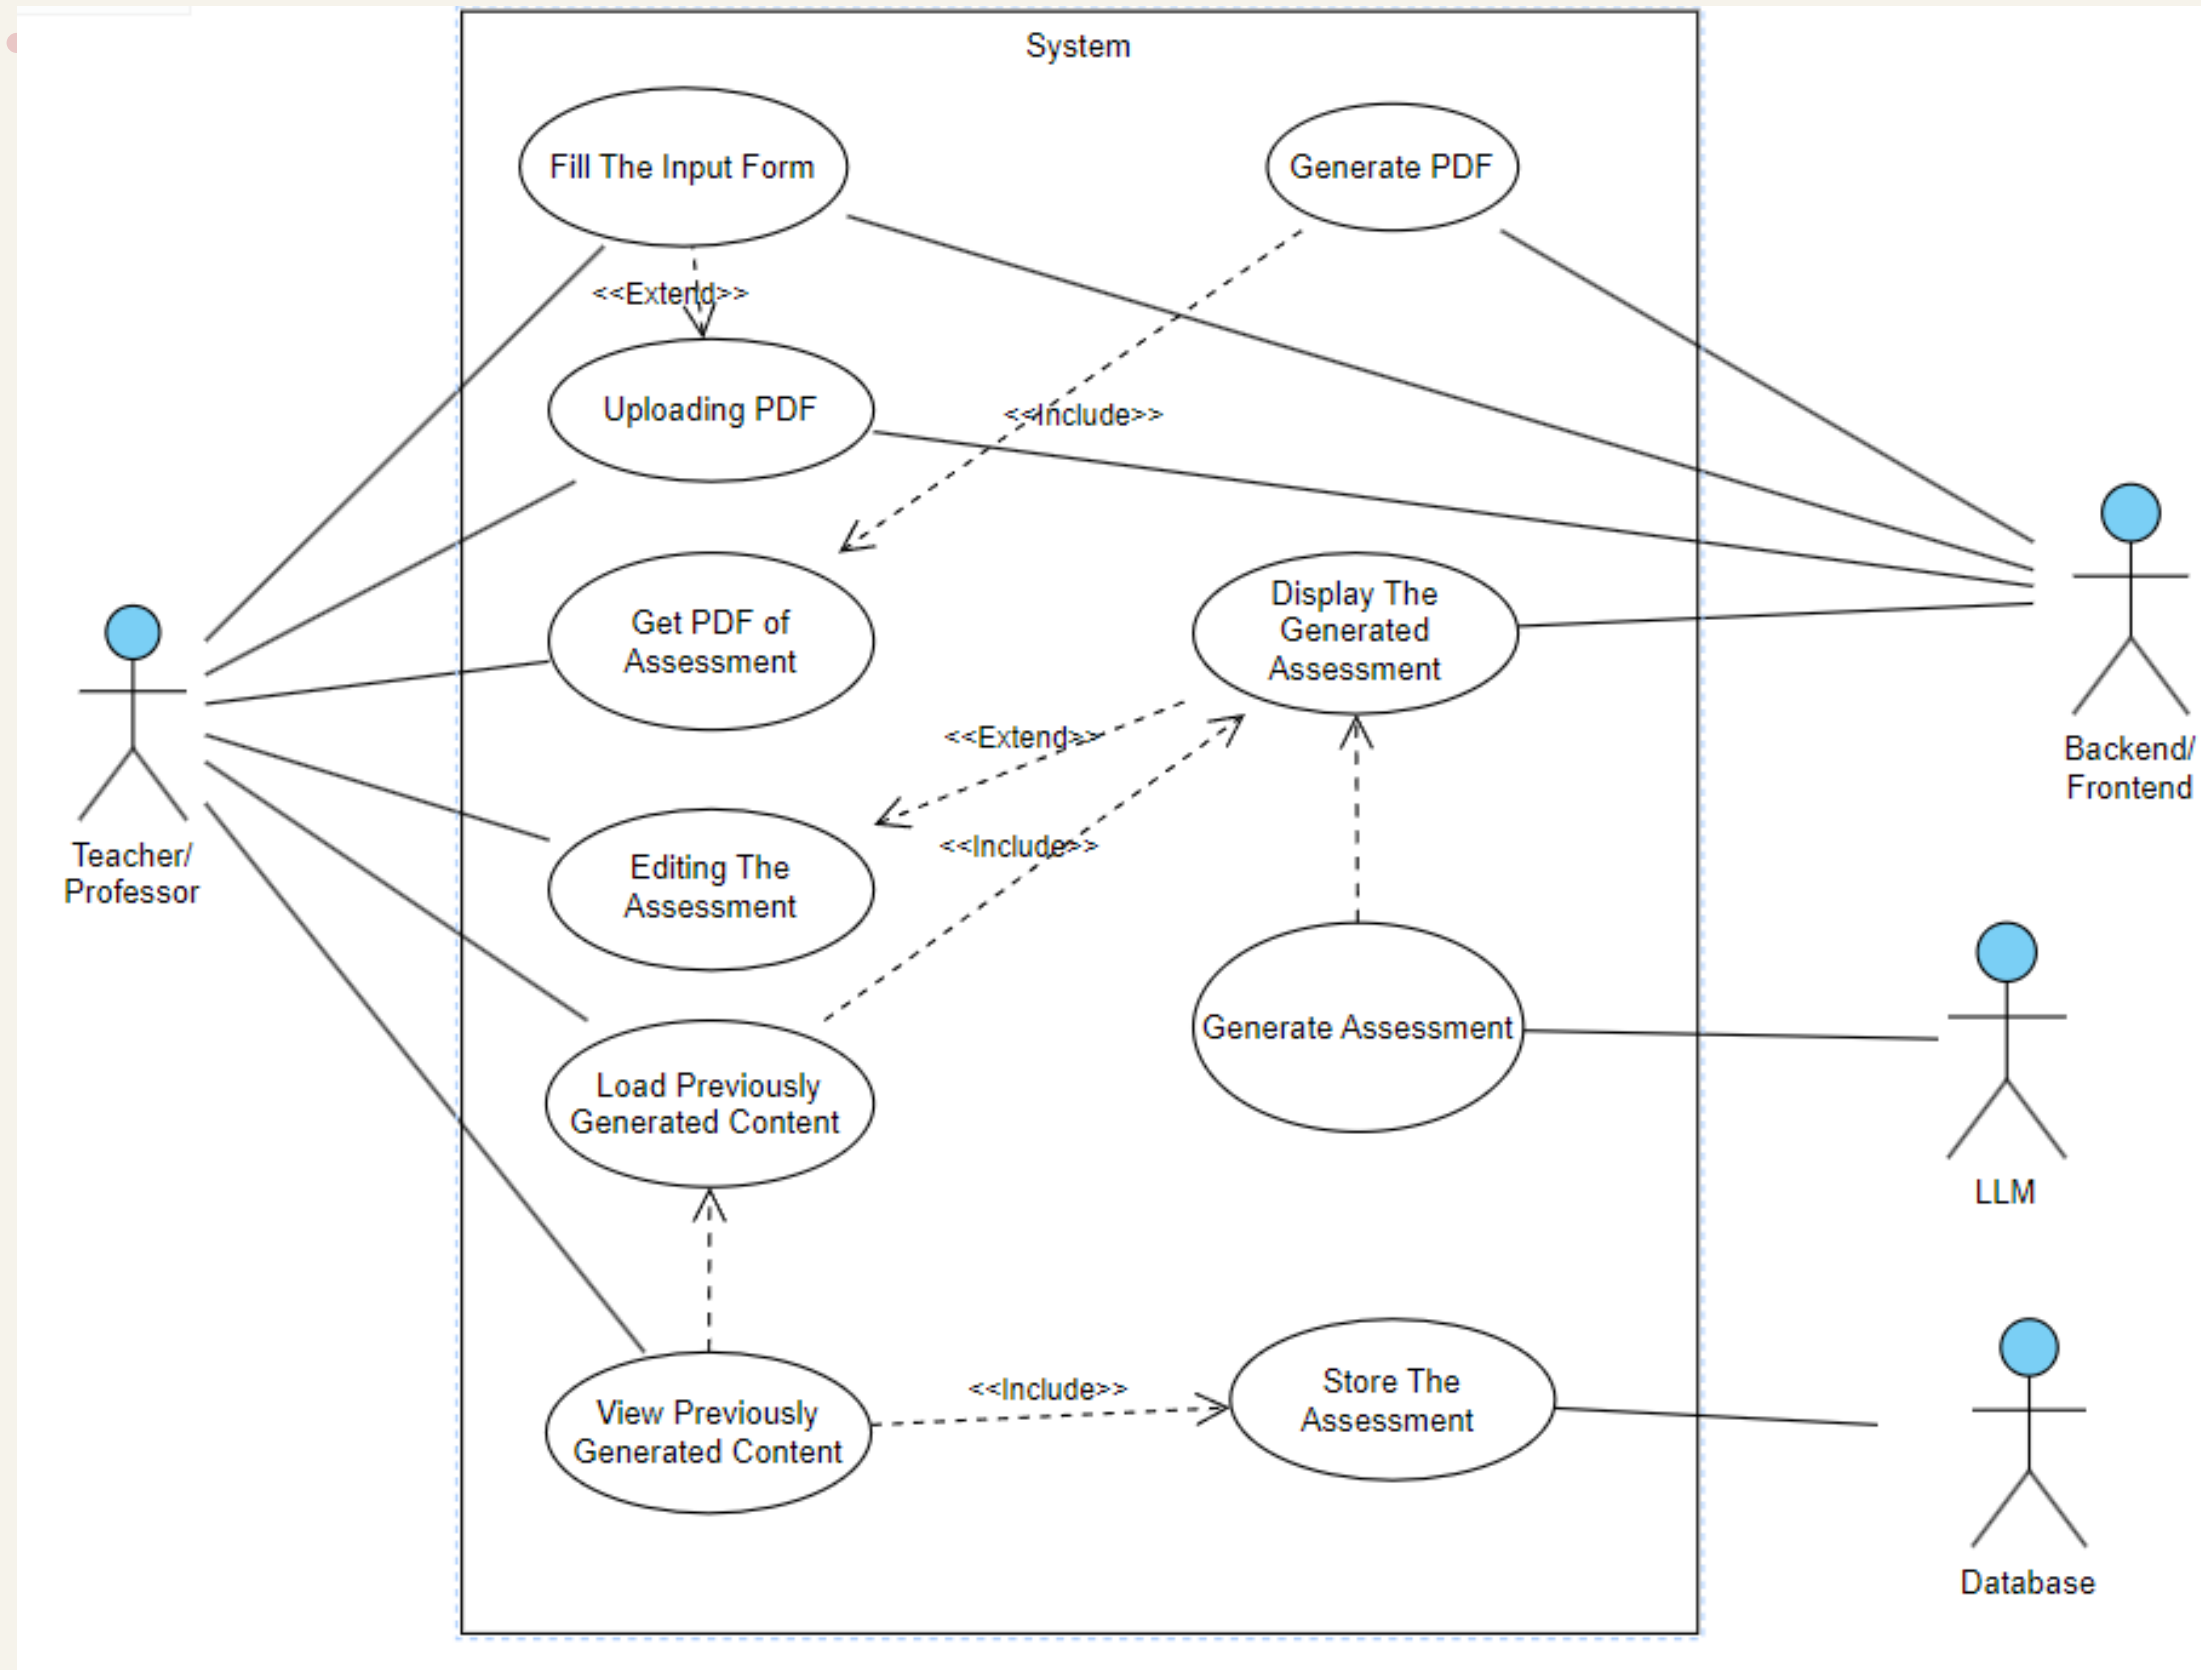 System
Fill The Input Form
Generate PDF
<<Extend>>
Uploading PDF
<<Include>>
Get PDF of
Assessment
Display The
Generated
Assessment
<<Extend>>
<<Include>>
Editing The
Assessment
Teacher/
Professor
Backend/
Frontend
Load Previously
Generated Content
Generate Assessment
LLM
View Previously
Generated Content
<<Include>>
Store The
Assessment
Database